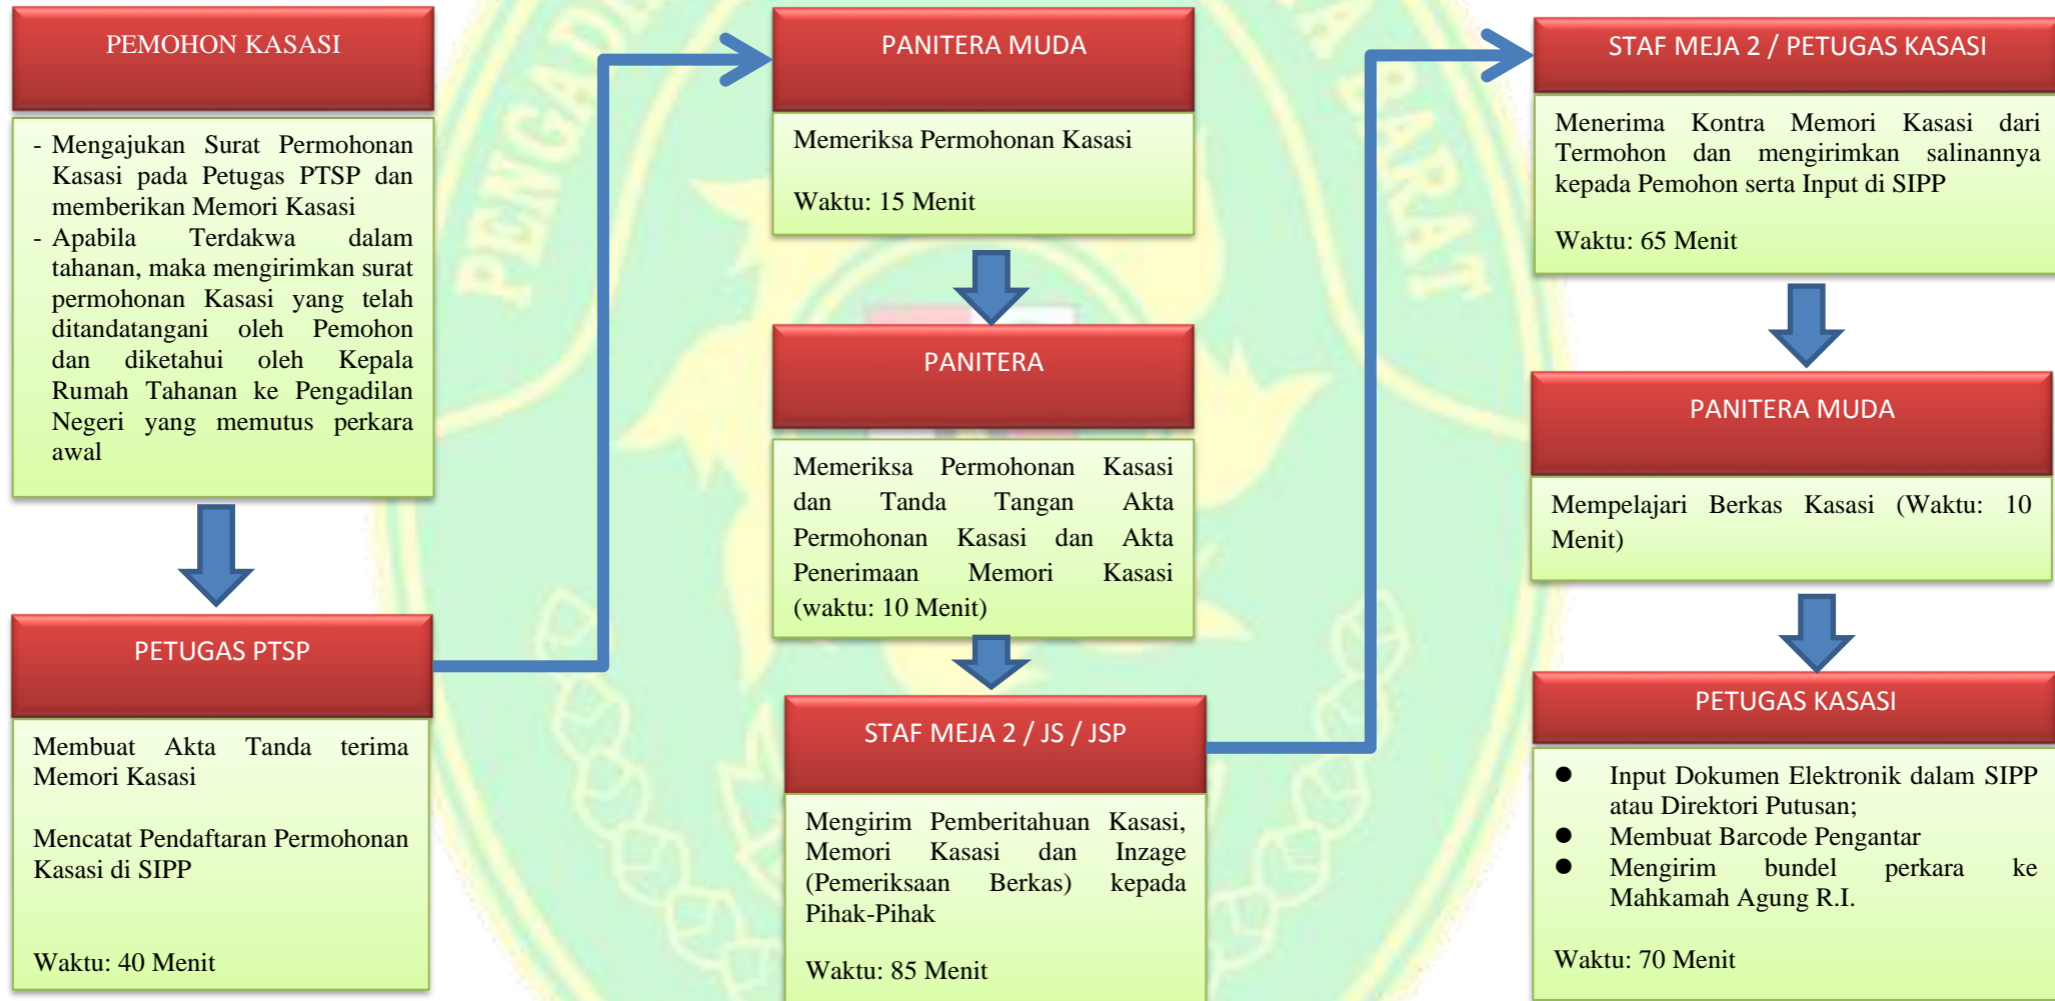 PEMOHON KASASI
- Mengajukan Surat Permohonan
Kasasi pada Petugas PTSP dan
memberikan Memori Kasasi
- Apabila Terdakwa dalam
tahanan, maka mengirimkan surat
permohonan Kasasi yang telah
ditandatangani oleh Pemohon
dan diketahui oleh Kepala
Rumah Tahanan ke Pengadilan
Negeri yang memutus perkara
awal
PETUGAS PTSP
Membuat Akta Tanda terima
Memori Kasasi
Mencatat Pendaftaran Permohonan
Kasasi di SIPP
Waktu: 40 Menit
PANITERA MUDA
Memeriksa Permohonan Kasasi
Waktu: 15 Menit
PANITERA
Memeriksa Permohonan Kasasi
dan Tanda Tangan Akta
Permohonan Kasasi dan Akta
Penerimaan Memori Kasasi
(waktu: 10 Menit)
STAF MEJA 2 / JS / JSP
Mengirim Pemberitahuan Kasasi,
Memori Kasasi dan Inzage
(Pemeriksaan Berkas) kepada
Pihak-Pihak
Waktu: 85 Menit
STAF MEJA 2 / PETUGAS KASASI
Menerima Kontra Memori Kasasi dari
Termohon dan mengirimkan salinannya
kepada Pemohon serta Input di SIPP
Waktu: 65 Menit
PANITERA MUDA
Mempelajari Berkas Kasasi (Waktu: 10
Menit)
PETUGAS KASASI
● Input Dokumen Elektronik dalam SIPP
atau Direktori Putusan;
● Membuat Barcode Pengantar
● Mengirim bundel perkara ke
Mahkamah Agung R.I.
Waktu: 70 Menit
BARAT